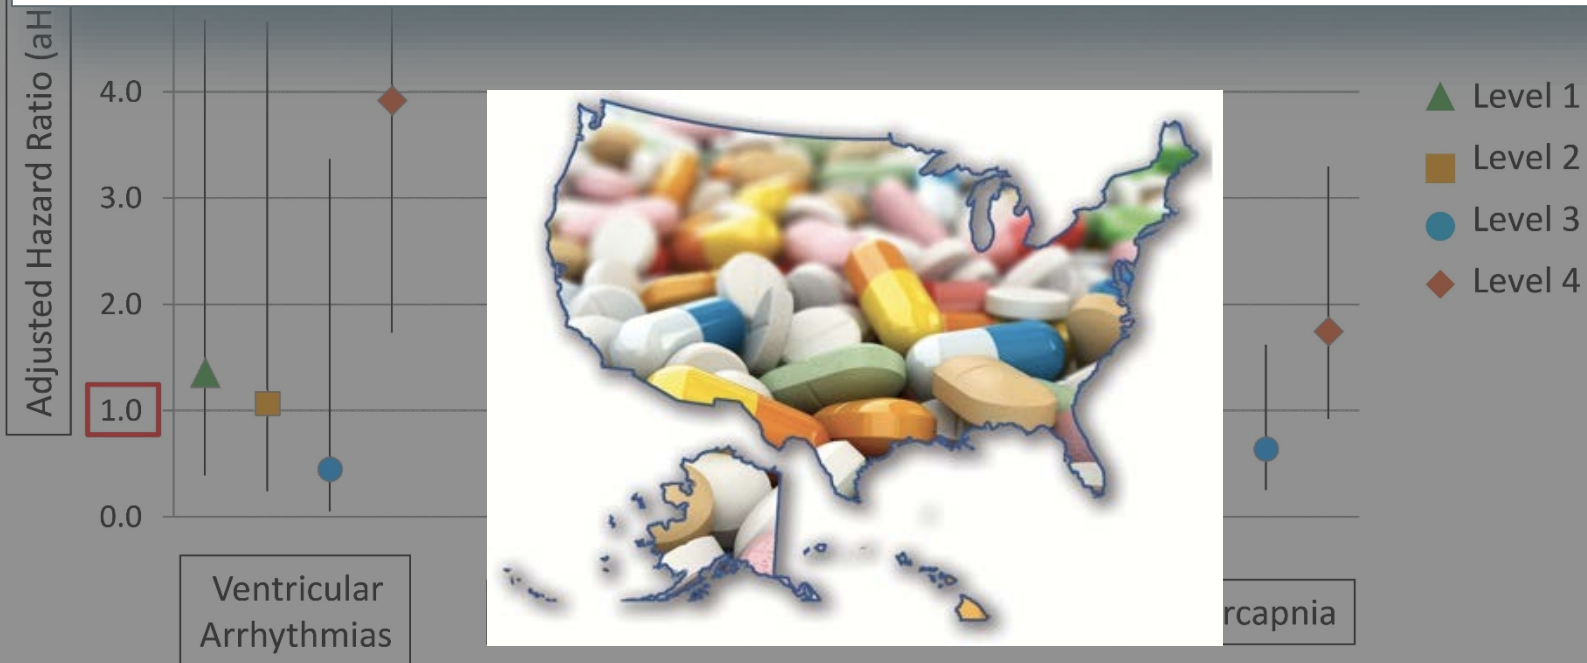 Adjusted Hazard Ratio (aH
4.0
3.0
2.0
1.0
0.0
Ventricular
Arrhythmias
rcapnia
Level 1
Level 2
Level 3
Level 4